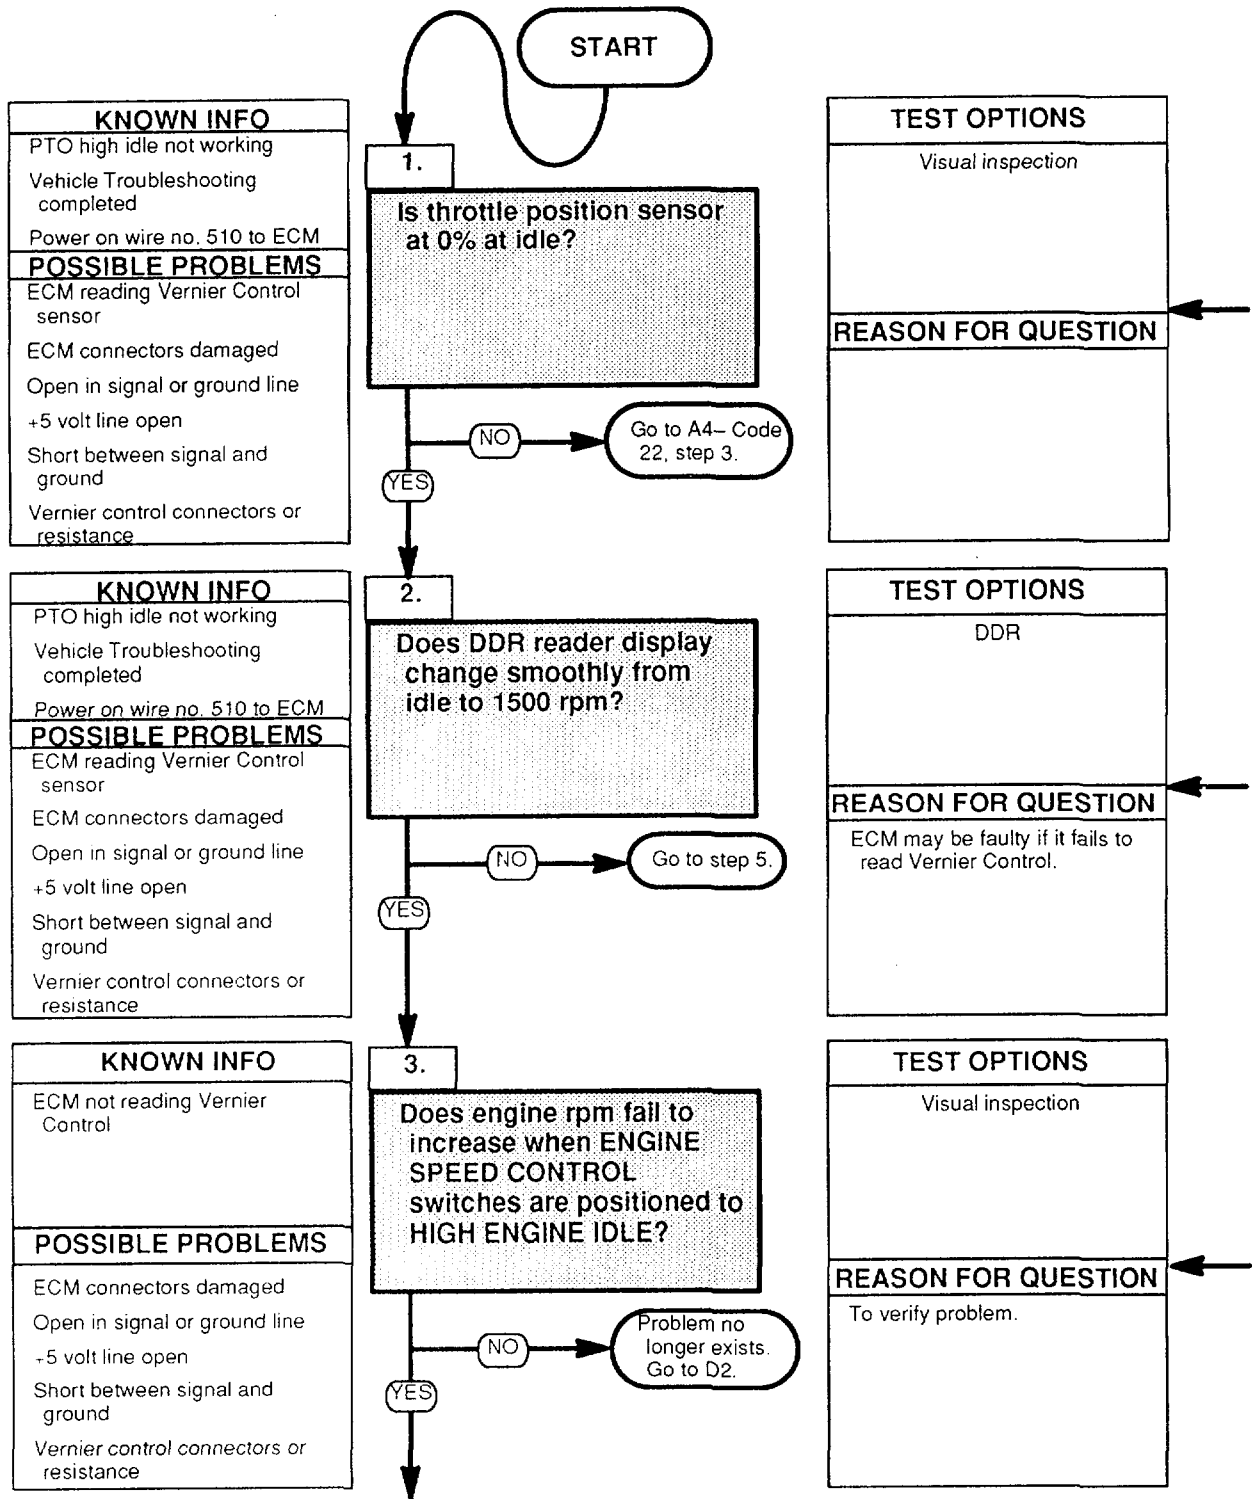 START
KNOWN INFO
PTO high idle not working
Vehicle Troubleshooting
completed
Power on wire no. 510 to ECM
POSSIBLE PROBLEMS
ECM reading Vernier Control
sensor
ECM connectors damaged
Open in signal or ground line
+5 volt line open
Short between signal and
ground
Vernier control connectors or
resistance
1.
Is throttle position sensor
at 0% at idle?
NO
Go to A4– Code
22, step 3.
YES
TEST OPTIONS
Visual inspection
REASON FOR QUESTION
KNOWN INFO
PTO high idle not working
Vehicle Troubleshooting
completed
Power on wire no. 510 to ECM
POSSIBLE PROBLEMS
ECM reading Vernier Control
sensor
ECM connectors damaged
Open in signal or ground line
+5 volt line open
Short between signal and
ground
Vernier control connectors or
resistance
2.
Does DDR reader display
change smoothly from
idle to 1500 rpm?
NO
Go to step 5.
YES
TEST OPTIONS
DDR
REASON FOR QUESTION
ECM may be faulty if it fails to
read Vernier Control.
KNOWN INFO
ECM not reading Vernier
Control
POSSIBLE PROBLEMS
ECM connectors damaged
Open in signal or ground line
+5 volt line open
Short between signal and
ground
Vernier control connectors or
resistance
3.
Does engine rpm fail to
increase when ENGINE
SPEED CONTROL
switches are positioned to
HIGH ENGINE IDLE?
NO
Problem no
longer exists.
Go to D2.
YES
TEST OPTIONS
Visual inspection
REASON FOR QUESTION
To verify problem.